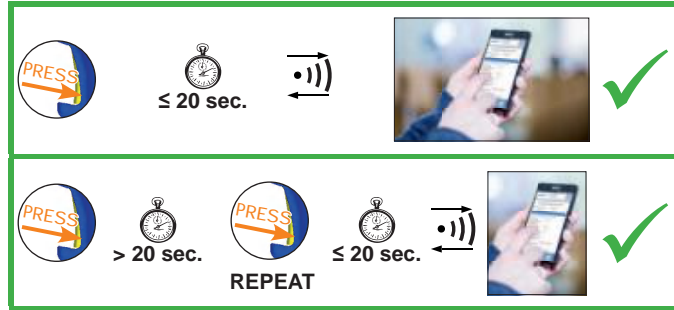 PRESS
≤ 20 sec.
PRESS
> 20 sec.
PRESS
≤ 20 sec.
REPEAT